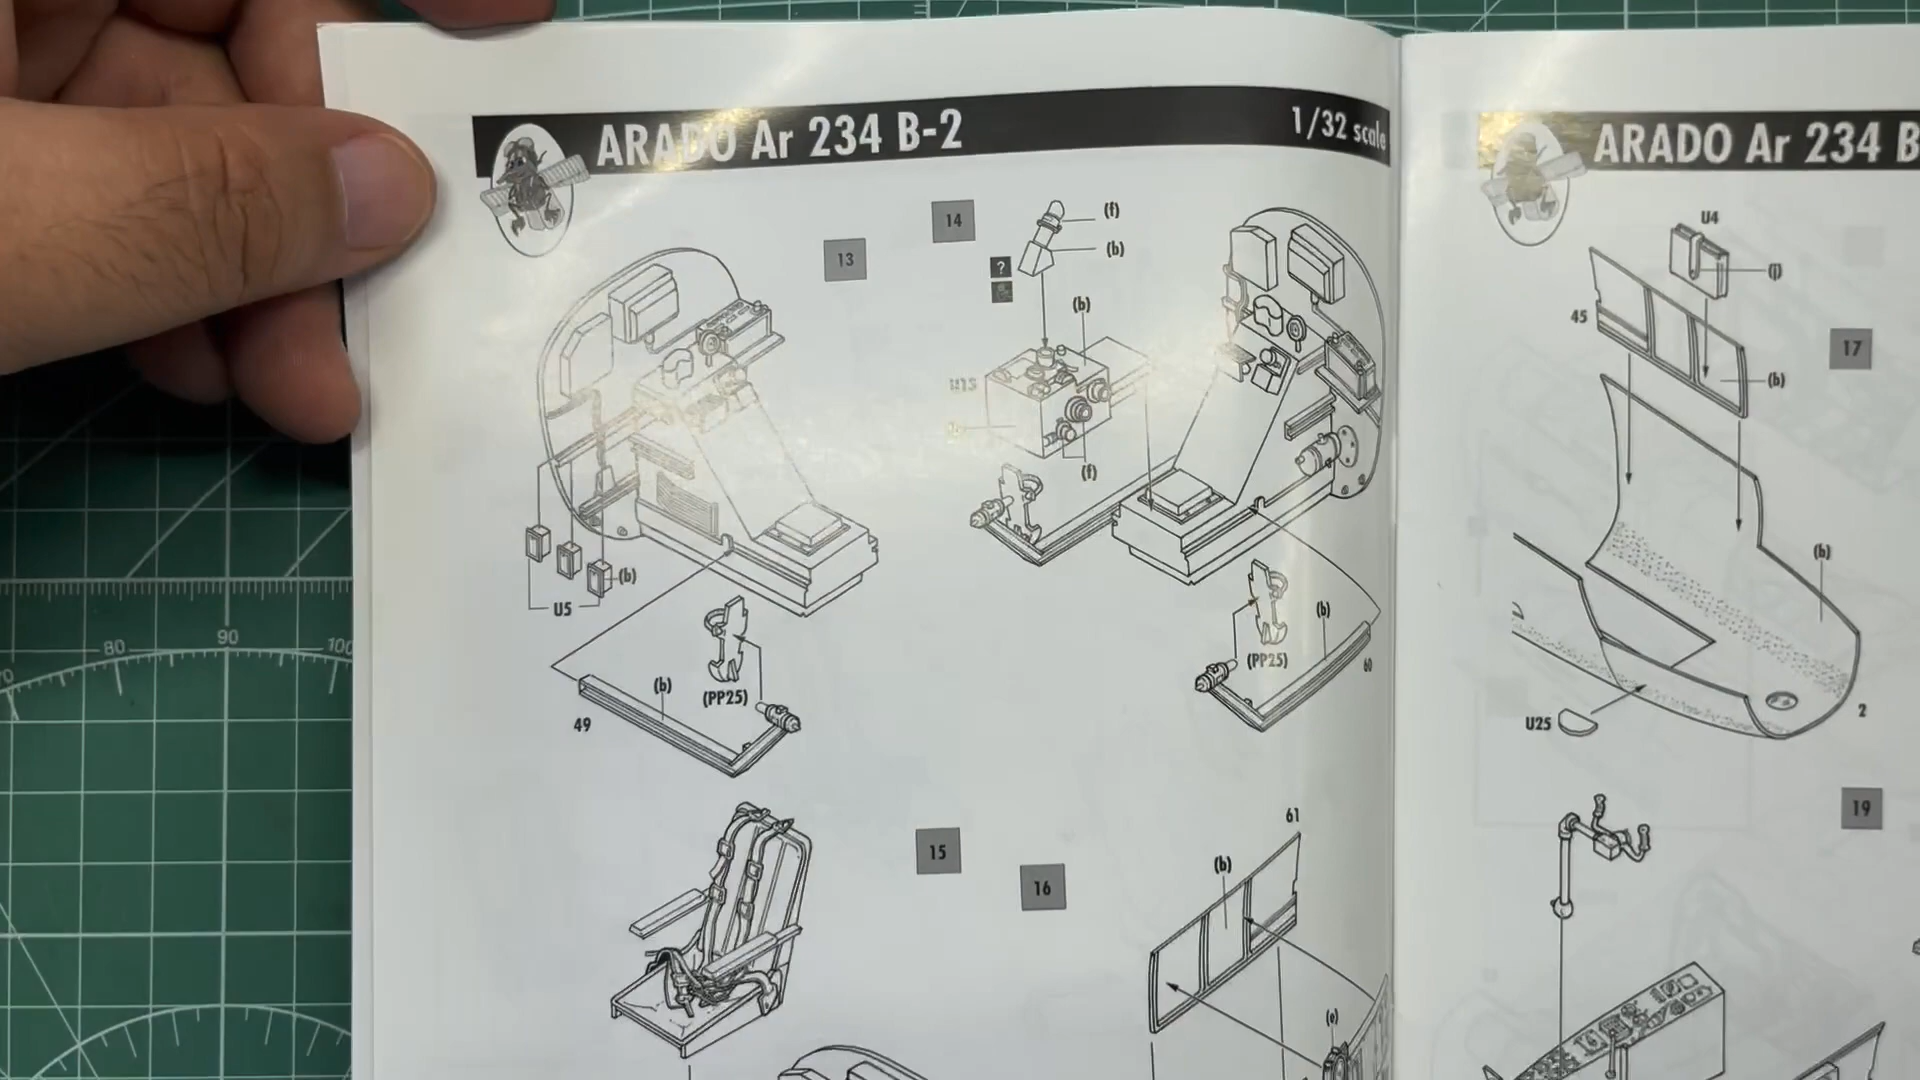 ARADO Ar 234 B-2
1/32 scale
13
U5
(b)
49
(b)
(PP25)
14
(f)
(b)
?
(b)
(f)
(PP25)
(b)
60
15
16
61
(b)
(e)
ARADO Ar 234 B
U4
(j)
45
(b)
17
(b)
2
U25
19
80
90
100